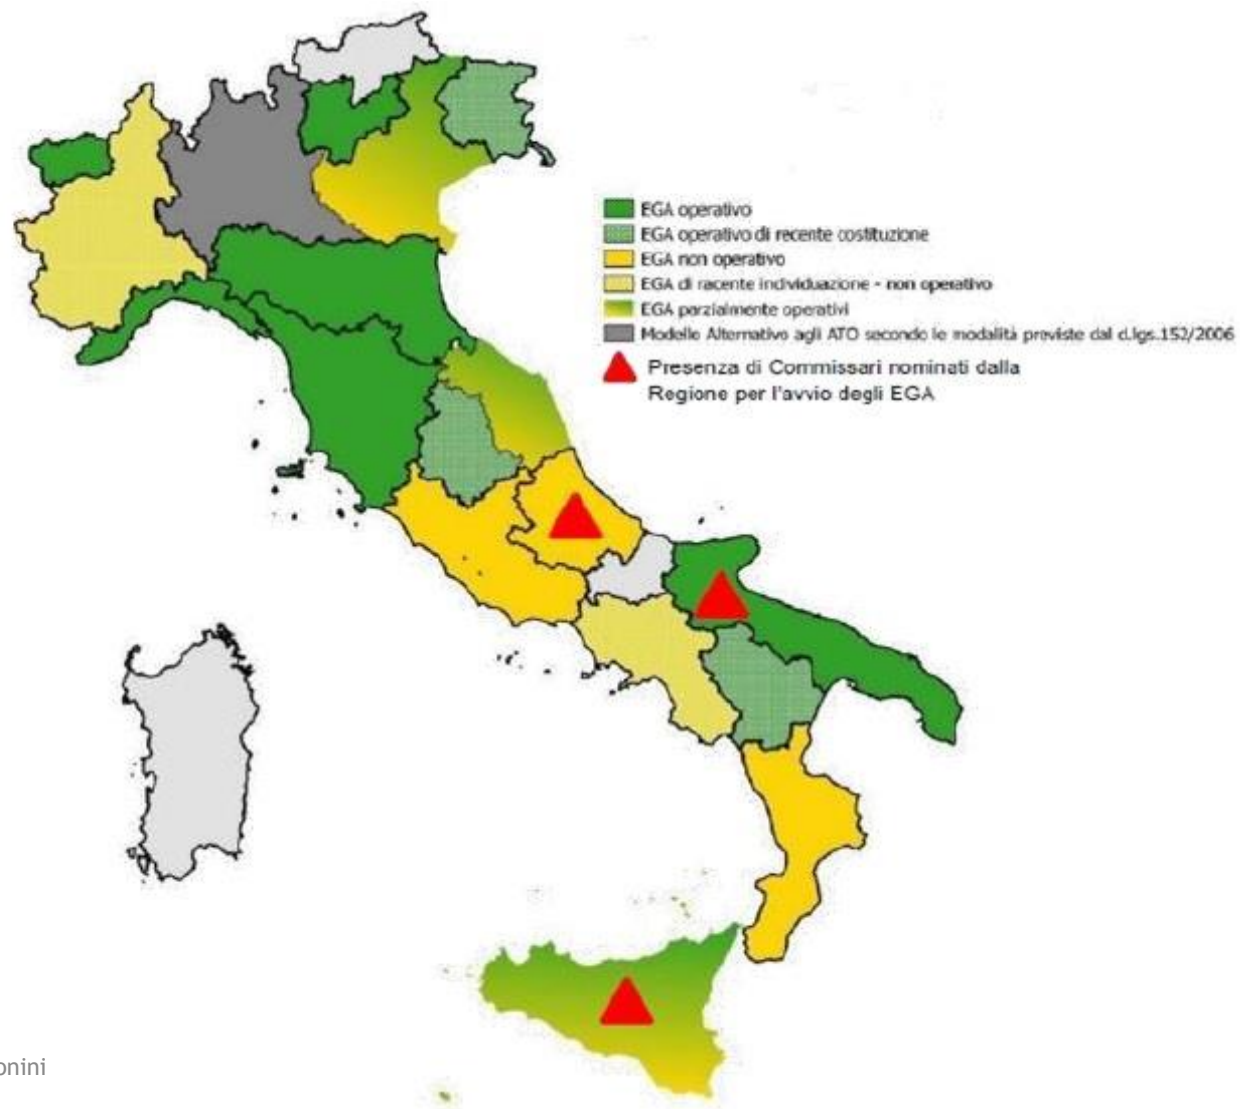 EGA operativo
EGA operativo di recente costituzione
EGA non operativo
EGA di racente individuazione - non operativo
EGA parzialmente operativi
Modello Alternativo agli ATO secondo le modalità previste dal d.lgs.152/2006
Presenza di Commissari nominati dalla
Regione per l'avvio degli EGA
onini